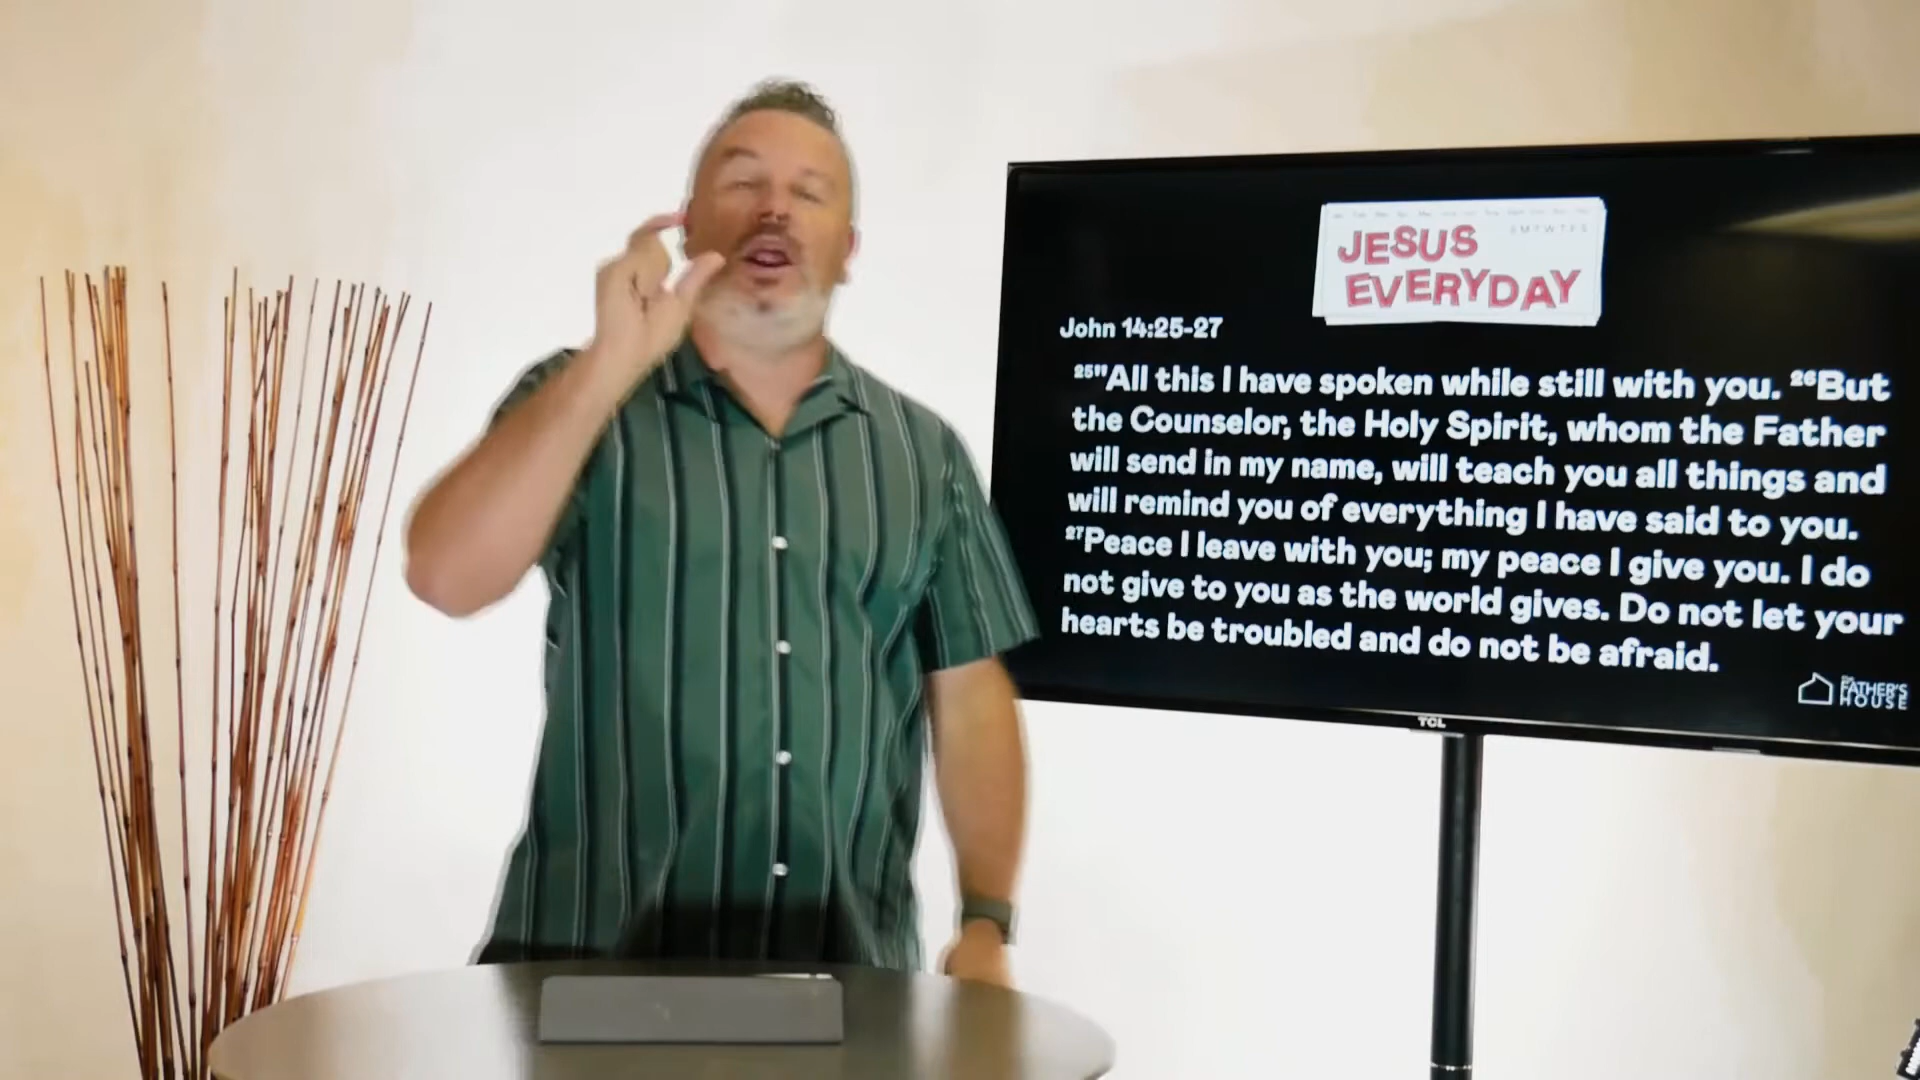 S M T W T F S
JESUS
EVERYDAY
John 14:25-27
25"All this I have spoken while still with you. 26But
the Counselor, the Holy Spirit, whom the Father
will send in my name, will teach you all things and
will remind you of everything I have said to you.
27Peace I leave with you; my peace I give you. I do
not give to you as the world gives. Do not let your
hearts be troubled and do not be afraid.
THE
FATHER'S
HOUSE
TCL